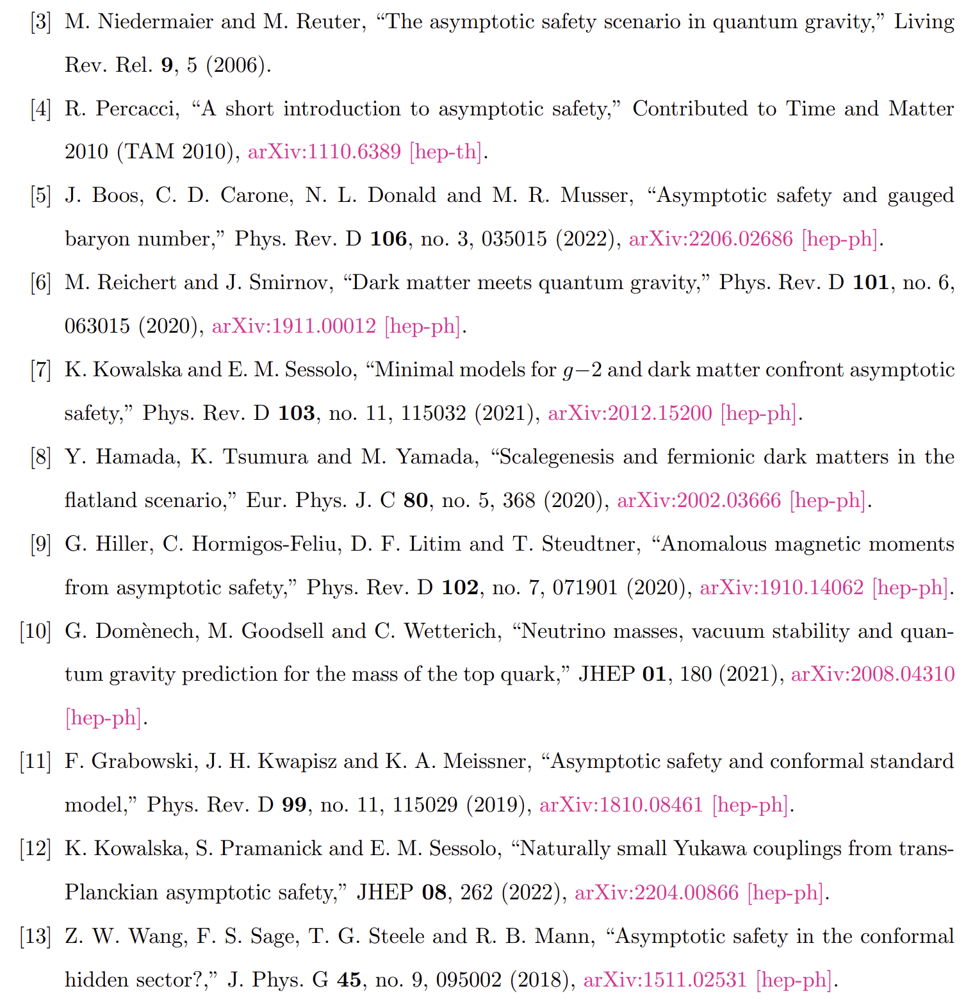 [3] M. Niedermaier and M. Reuter, “The asymptotic safety scenario in quantum gravity,” Living
Rev. Rel. 9, 5 (2006).
[4] R. Percacci, “A short introduction to asymptotic safety,” Contributed to Time and Matter
2010 (TAM 2010), arXiv:1110.6389 [hep-th].
[5] J. Boos, C. D. Carone, N. L. Donald and M. R. Musser, “Asymptotic safety and gauged
baryon number,” Phys. Rev. D 106, no. 3, 035015 (2022), arXiv:2206.02686 [hep-ph].
[6] M. Reichert and J. Smirnov, “Dark matter meets quantum gravity,” Phys. Rev. D 101, no. 6,
063015 (2020), arXiv:1911.00012 [hep-ph].
[7] K. Kowalska and E. M. Sessolo, “Minimal models for g−2 and dark matter confront asymptotic
safety,” Phys. Rev. D 103, no. 11, 115032 (2021), arXiv:2012.15200 [hep-ph].
[8] Y. Hamada, K. Tsumura and M. Yamada, “Scalegenesis and fermionic dark matters in the
flatland scenario,” Eur. Phys. J. C 80, no. 5, 368 (2020), arXiv:2002.03666 [hep-ph].
[9] G. Hiller, C. Hormigos-Feliu, D. F. Litim and T. Steudtner, “Anomalous magnetic moments
from asymptotic safety,” Phys. Rev. D 102, no. 7, 071901 (2020), arXiv:1910.14062 [hep-ph].
[10] G. Domènech, M. Goodsell and C. Wetterich, “Neutrino masses, vacuum stability and quan-
tum gravity prediction for the mass of the top quark,” JHEP 01, 180 (2021), arXiv:2008.04310
[hep-ph].
[11] F. Grabowski, J. H. Kwapisz and K. A. Meissner, “Asymptotic safety and conformal standard
model,” Phys. Rev. D 99, no. 11, 115029 (2019), arXiv:1810.08461 [hep-ph].
[12] K. Kowalska, S. Pramanick and E. M. Sessolo, “Naturally small Yukawa couplings from trans-
Planckian asymptotic safety,” JHEP 08, 262 (2022), arXiv:2204.00866 [hep-ph].
[13] Z. W. Wang, F. S. Sage, T. G. Steele and R. B. Mann, “Asymptotic safety in the conformal
hidden sector?,” J. Phys. G 45, no. 9, 095002 (2018), arXiv:1511.02531 [hep-ph].